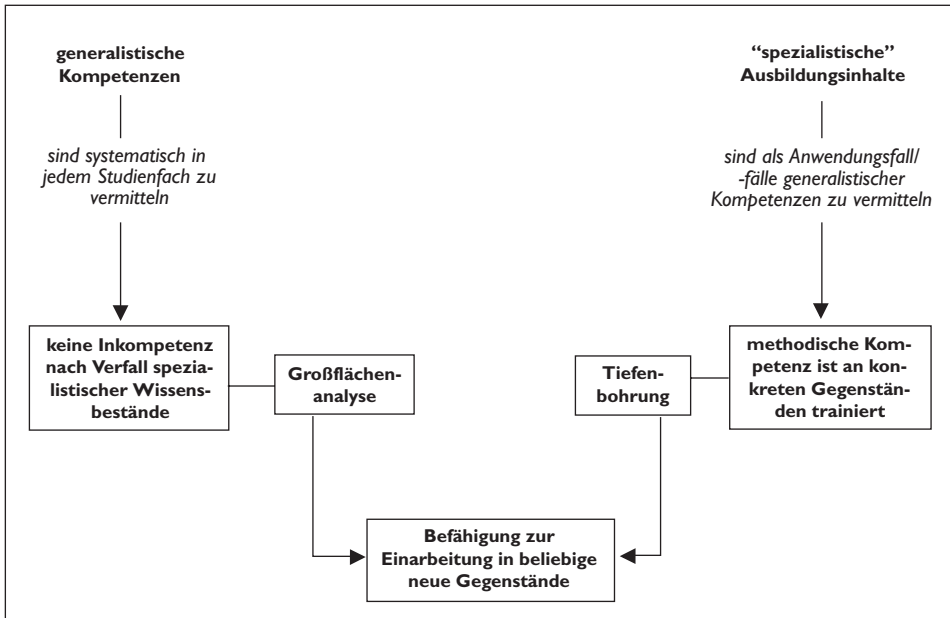 generalistische
Kompetenzen
“spezialistische”
Ausbildungsinhalte
sind systematisch in
jedem Studienfach zu
vermitteln
sind als Anwendungsfall/
-fälle generalistischer
Kompetenzen zu vermitteln
keine Inkompetenz
nach Verfall spezia-
listischer Wissens-
bestände
Großflächen-
analyse
Tiefen-
bohrung
methodische Kom-
petenz ist an kon-
kreten Gegenstän-
den trainiert
Befähigung zur
Einarbeitung in beliebige
neue Gegenstände